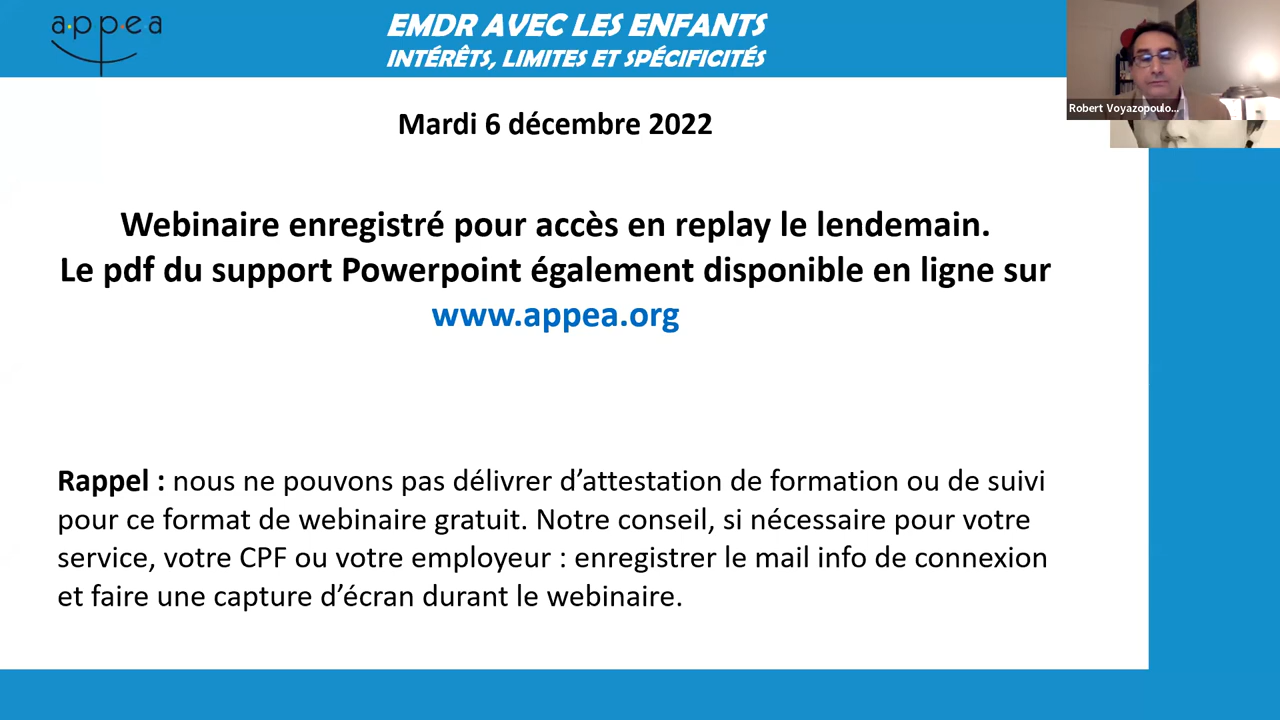 appea
EMDR AVEC LES ENFANTS
INTÉRÊTS, LIMITES ET SPÉCIFICITÉS
Robert Voyazopoulo...
Mardi 6 décembre 2022
Webinaire enregistré pour accès en replay le lendemain.
Le pdf du support Powerpoint également disponible en ligne sur
www.appea.org
Rappel : nous ne pouvons pas délivrer d’attestation de formation ou de suivi
pour ce format de webinaire gratuit. Notre conseil, si nécessaire pour votre
service, votre CPF ou votre employeur : enregistrer le mail info de connexion
et faire une capture d’écran durant le webinaire.